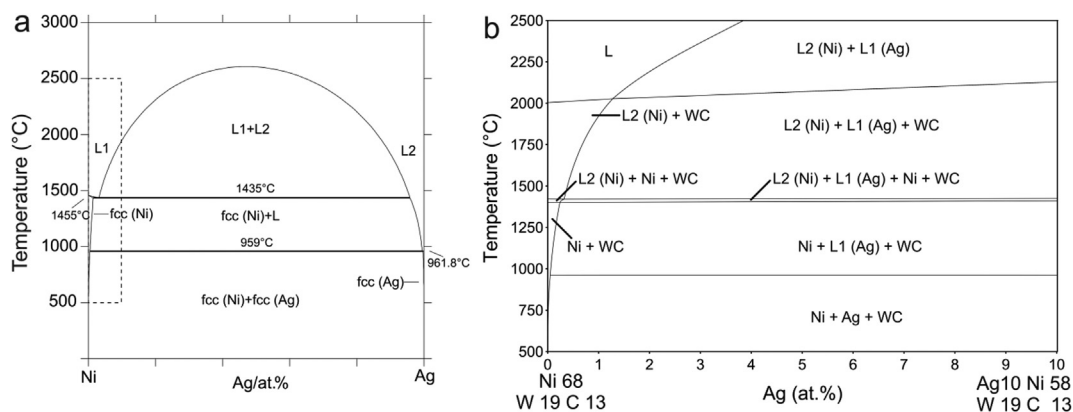 a
3000
2500
2000
1500
1000
500
Temperature (°C)
L1
L1+L2
L2
1435°C
1455°C
fcc (Ni)
fcc (Ni)+L
959°C
961.8°C
fcc (Ag)
fcc (Ni)+fcc (Ag)
Ni
Ag/at.%
Ag
b
2500
2250
2000
1750
1500
1250
1000
750
500
Temperature (°C)
L
L2 (Ni) + L1 (Ag)
L2 (Ni) + WC
L2 (Ni) + L1 (Ag) + WC
L2 (Ni) + Ni + WC
L2 (Ni) + L1 (Ag) + Ni + WC
Ni + WC
Ni + L1 (Ag) + WC
Ni + Ag + WC
0 1 2 3 4 5 6 7 8 9 10
Ni 68
W 19 C 13
Ag (at.%)
Ag10 Ni 58
W 19 C 13